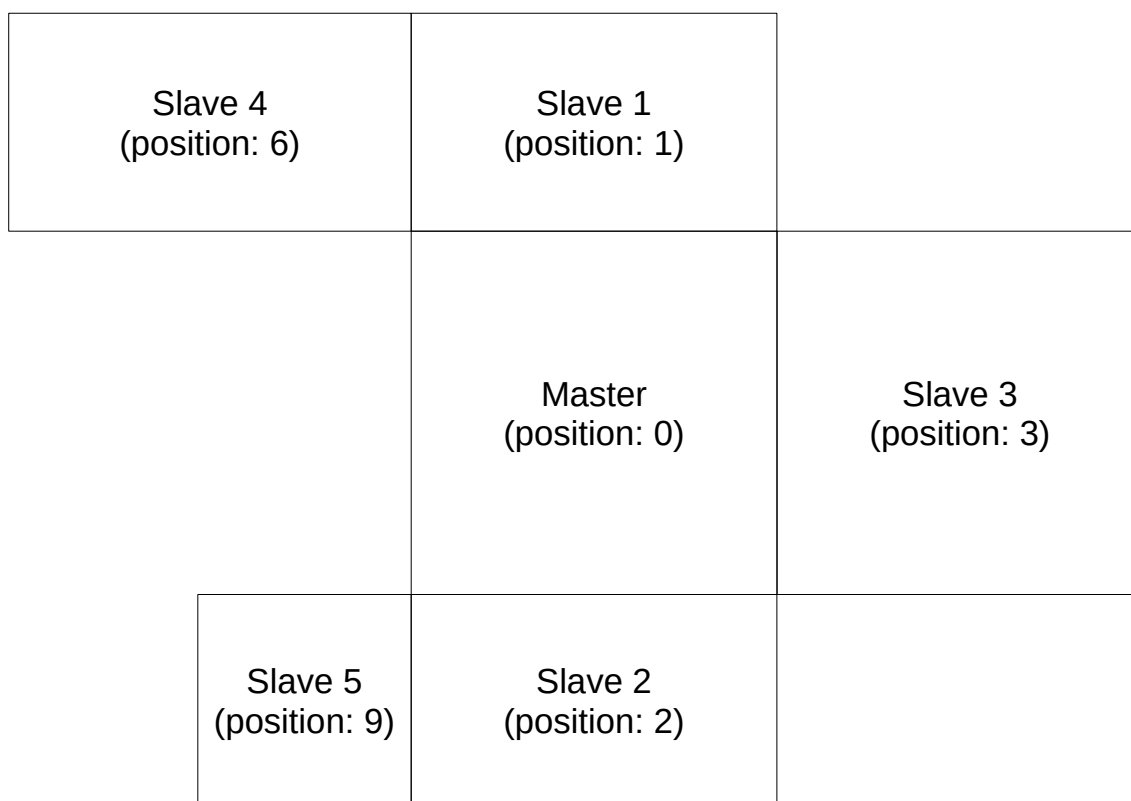 Slave 4
(position: 6)
Slave 1
(position: 1)
Master
(position: 0)
Slave 3
(position: 3)
Slave 5
(position: 9)
Slave 2
(position: 2)